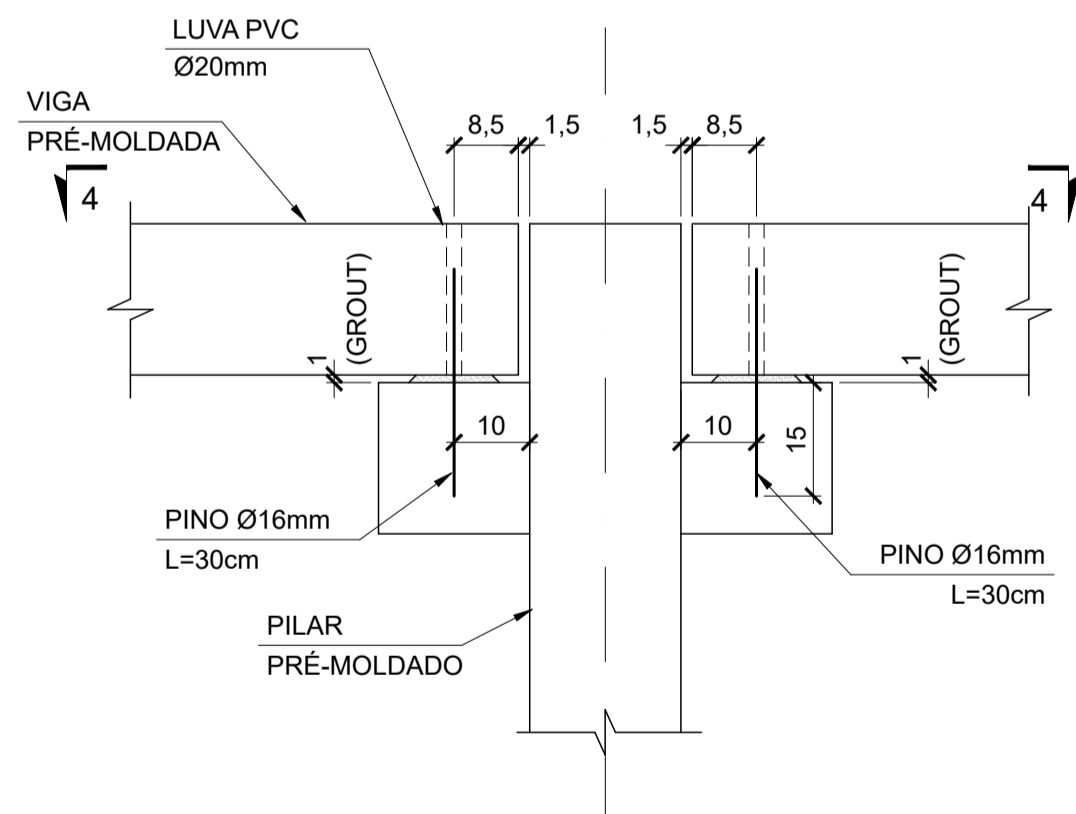 LUVA PVC
Ø20mm
VIGA
PRÉ-MOLDADA
8,5
1,5
1,5
8,5
4
4
1
(GROUT)
1
(GROUT)
10
10
15
PINO Ø16mm
L=30cm
PINO Ø16mm
L=30cm
PILAR
PRÉ-MOLDADO